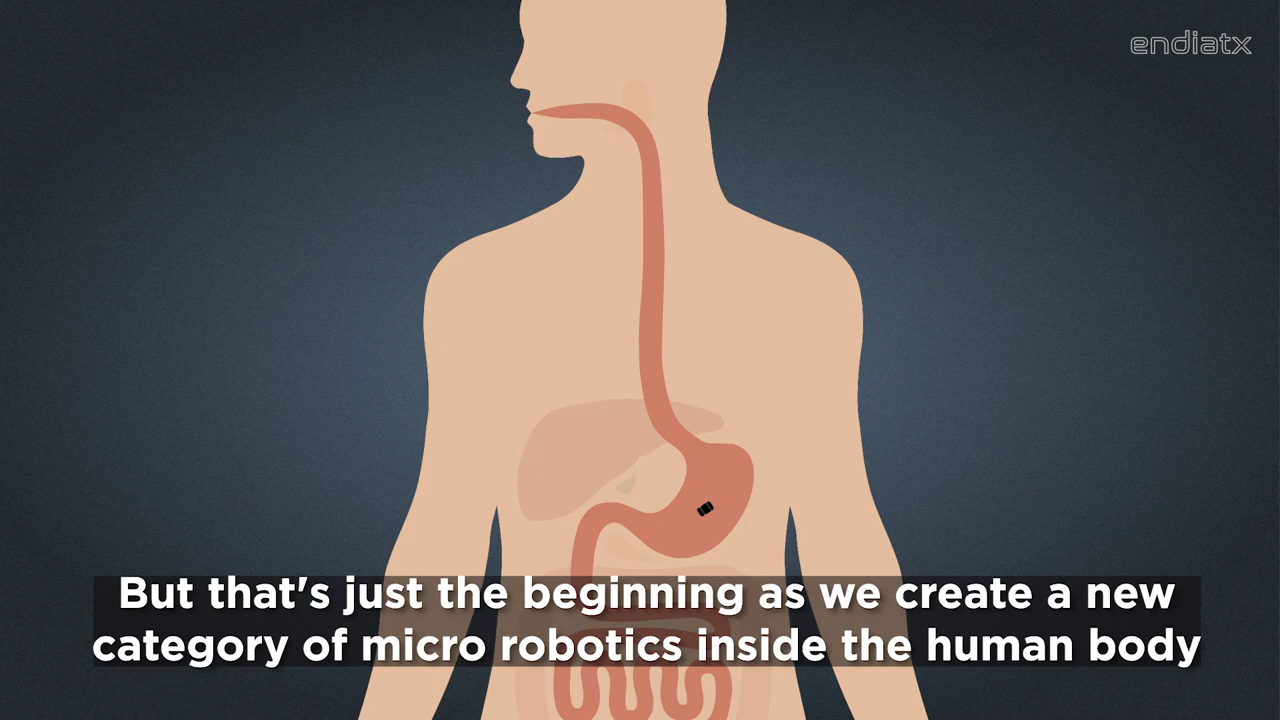 endiatx
But that's just the beginning as we create a new
category of micro robotics inside the human body